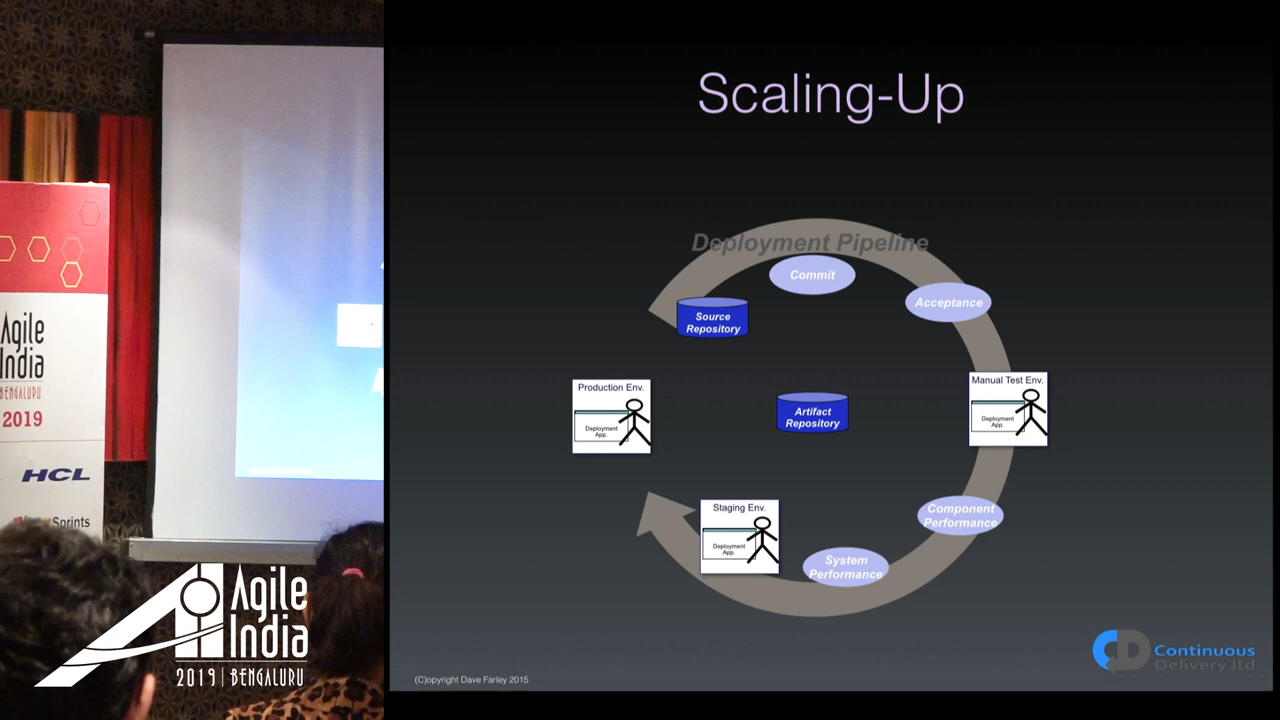 Scaling-Up
Deployment Pipeline
Commit
Acceptance
Source
Repository
Production Env.
Deployment
App.
Artifact
Repository
Manual Test Env.
Deployment
App.
Component
Performance
System
Performance
Staging Env.
Deployment
App.
CD
Continuous
Delivery ltd
(C)opyright Dave Farley 2015
Agile
India
BENGALURU
2019
HCL
Sprints
Agile
India
2019 | BENGALURU